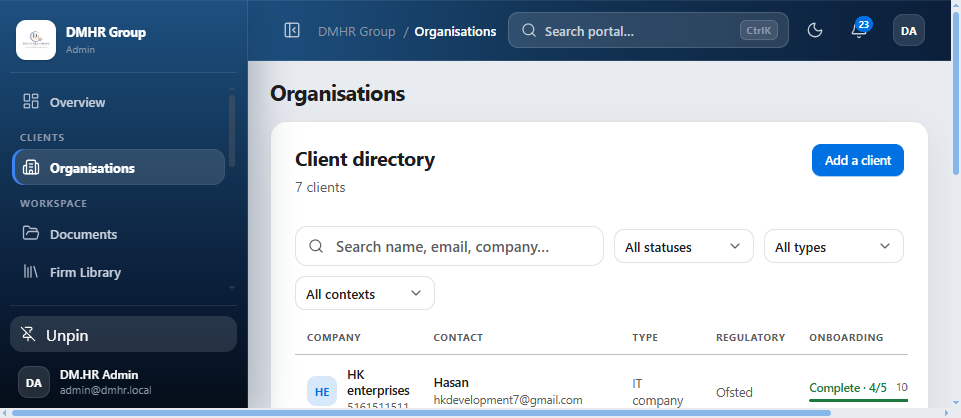 DMHR Group
Admin
DMHR Group / Organisations
Search portal...
CtrlK
23
DA
Overview
CLIENTS
Organisations
WORKSPACE
Documents
Firm Library
Unpin
DA
DM.HR Admin
admin@dmhr.local
Organisations
Client directory
7 clients
Add a client
Search name, email, company...
All statuses
All types
All contexts
COMPANY CONTACT TYPE REGULATORY ONBOARDING
HE
HK
enterprises
5161511511
Hasan
hkdevelopment7@gmail.com
IT
company
Ofsted
Complete · 4/5 10